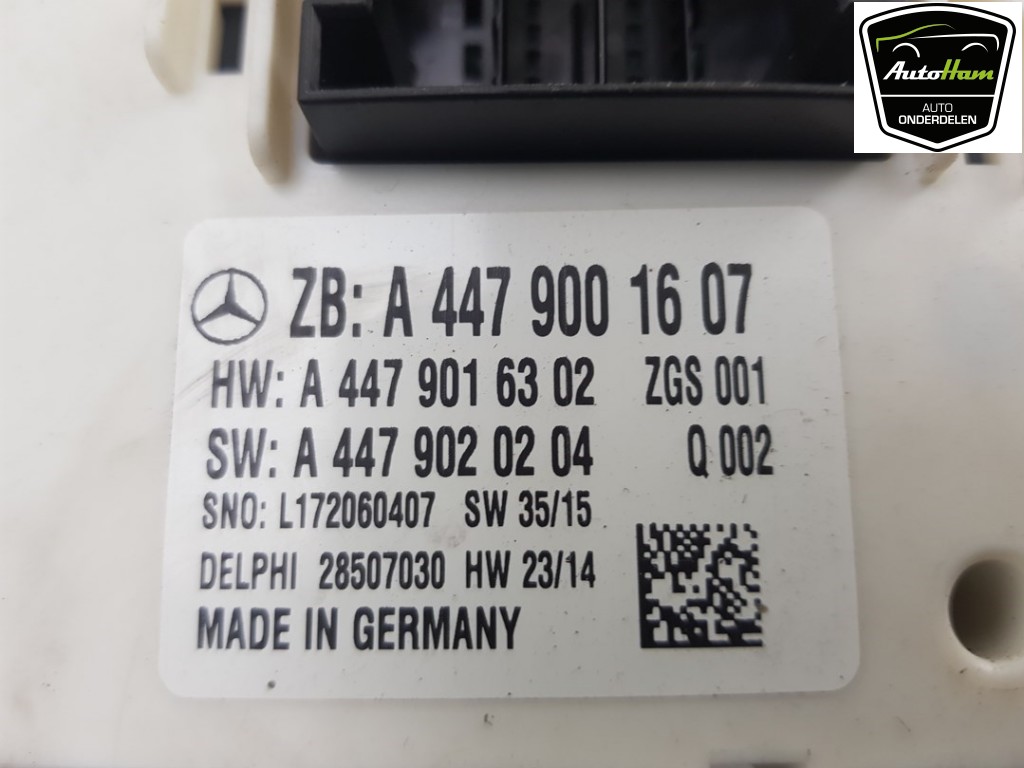 AutoHam
AUTO
ONDERDELEN
ZB: A 447 900 16 07
HW: A 447 901 63 02 ZGS 001
SW: A 447 902 02 04 Q 002
SNO: L172060407 SW 35/15
DELPHI 28507030 HW 23/14
MADE IN GERMANY